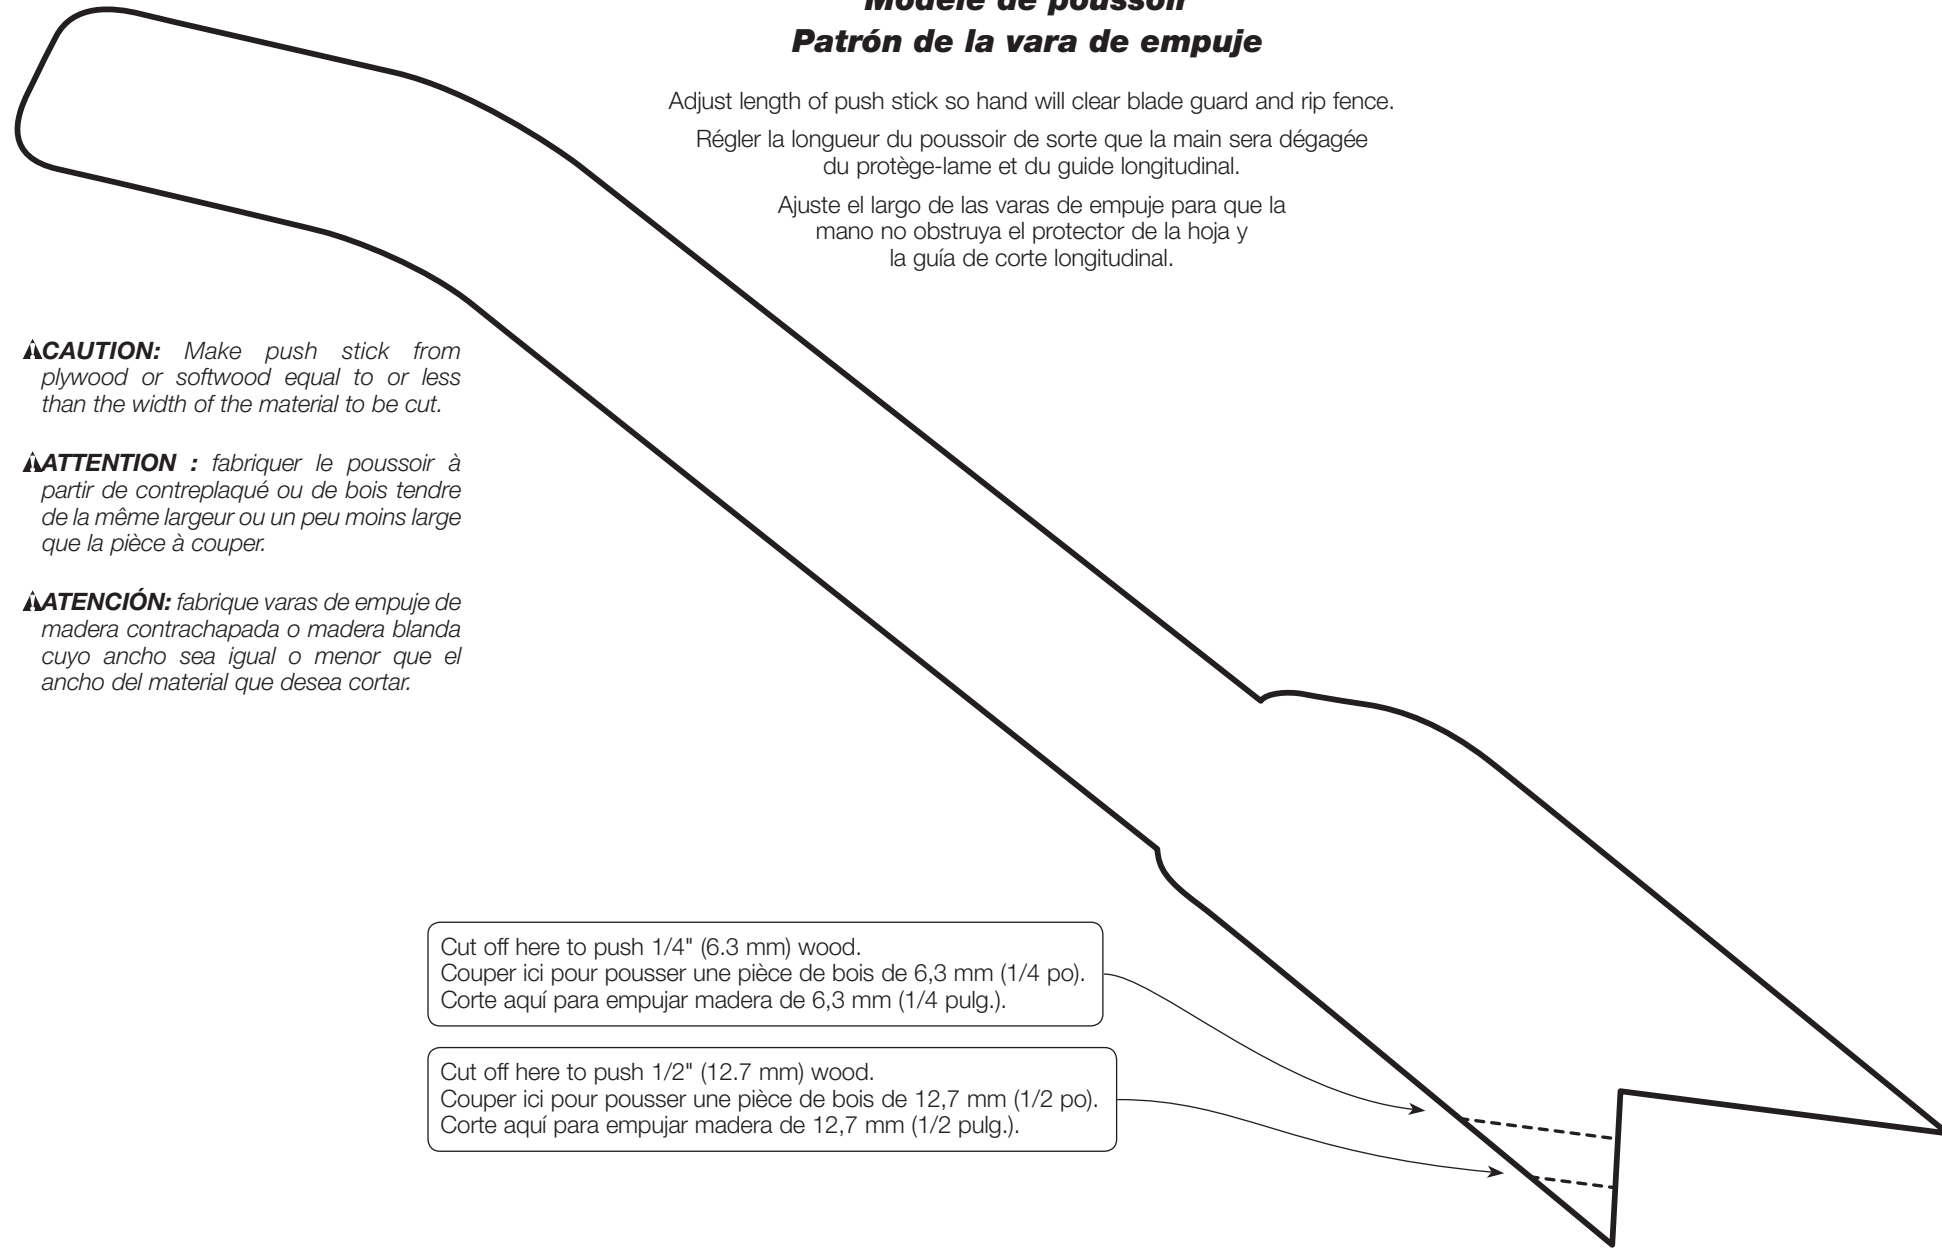 Modèle de poussoir
Patrón de la vara de empuje
Adjust length of push stick so hand will clear blade guard and rip fence.
Régler la longueur du poussoir de sorte que la main sera dégagée
du protège-lame et du guide longitudinal.
Ajuste el largo de las varas de empuje para que la
mano no obstruya el protector de la hoja y
la guía de corte longitudinal.
CAUTION: Make push stick from
plywood or softwood equal to or less
than the width of the material to be cut.
ATTENTION : fabriquer le poussoir à
partir de contreplaqué ou de bois tendre
de la même largeur ou un peu moins large
que la pièce à couper.
ATENCIÓN: fabrique varas de empuje de
madera contrachapada o madera blanda
cuyo ancho sea igual o menor que el
ancho del material que desea cortar.
Cut off here to push 1/4" (6.3 mm) wood.
Couper ici pour pousser une pièce de bois de 6,3 mm (1/4 po).
Corte aquí para empujar madera de 6,3 mm (1/4 pulg.).
Cut off here to push 1/2" (12.7 mm) wood.
Couper ici pour pousser une pièce de bois de 12,7 mm (1/2 po).
Corte aquí para empujar madera de 12,7 mm (1/2 pulg.).